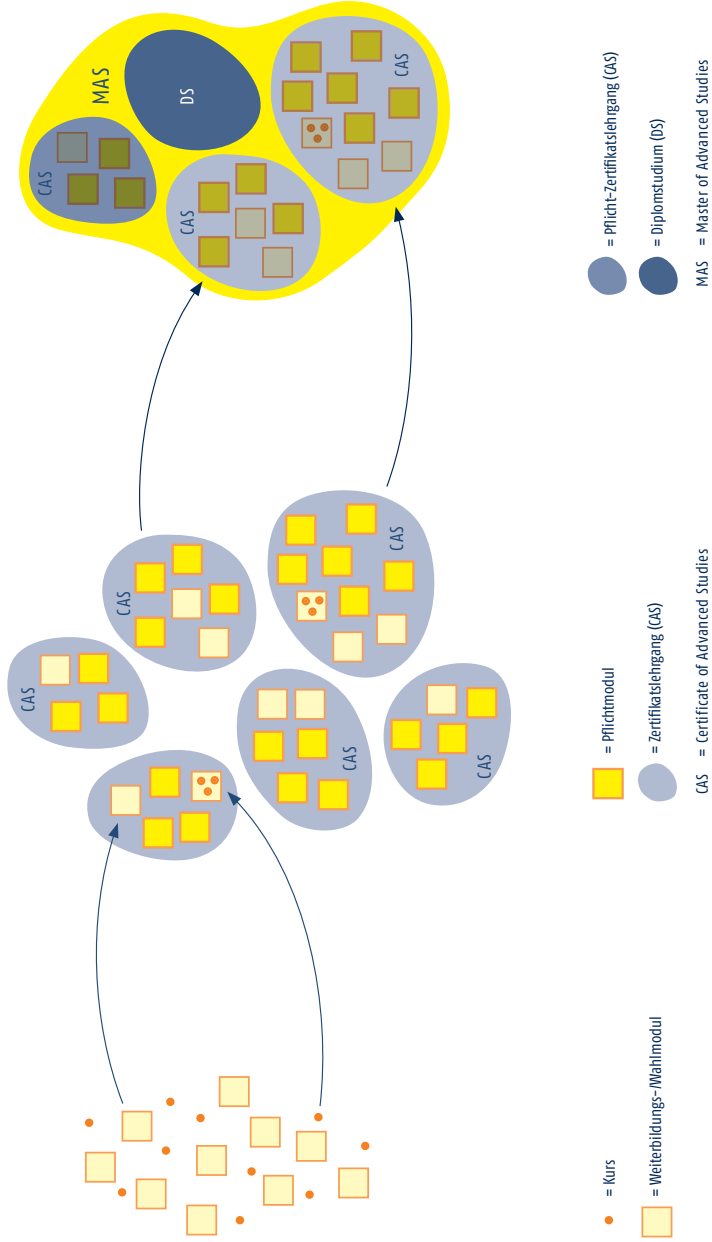 CAS
CAS
CAS
CAS
CAS
CAS
CAS
CAS
MAS
DS
= Kurs
= Weiterbildungs-/Wahlmodul
= Pflichtmodul
= Zertifikatslehrgang (CAS)
CAS = Certificate of Advanced Studies
= Pflicht-Zertifikatslehrgang (CAS)
= Diplomstudium (DS)
MAS = Master of Advanced Studies